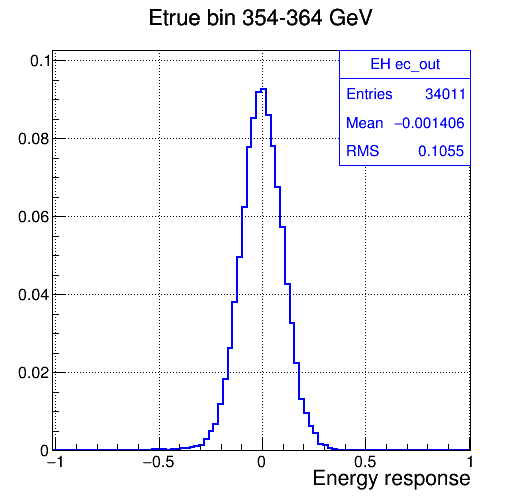 Etrue bin 354-364 GeV
EH ec_out
Entries 34011
Mean −0.001406
RMS 0.1055
0.1
0.08
0.06
0.04
0.02
0
−1 −0.5 0 0.5 1
Energy response